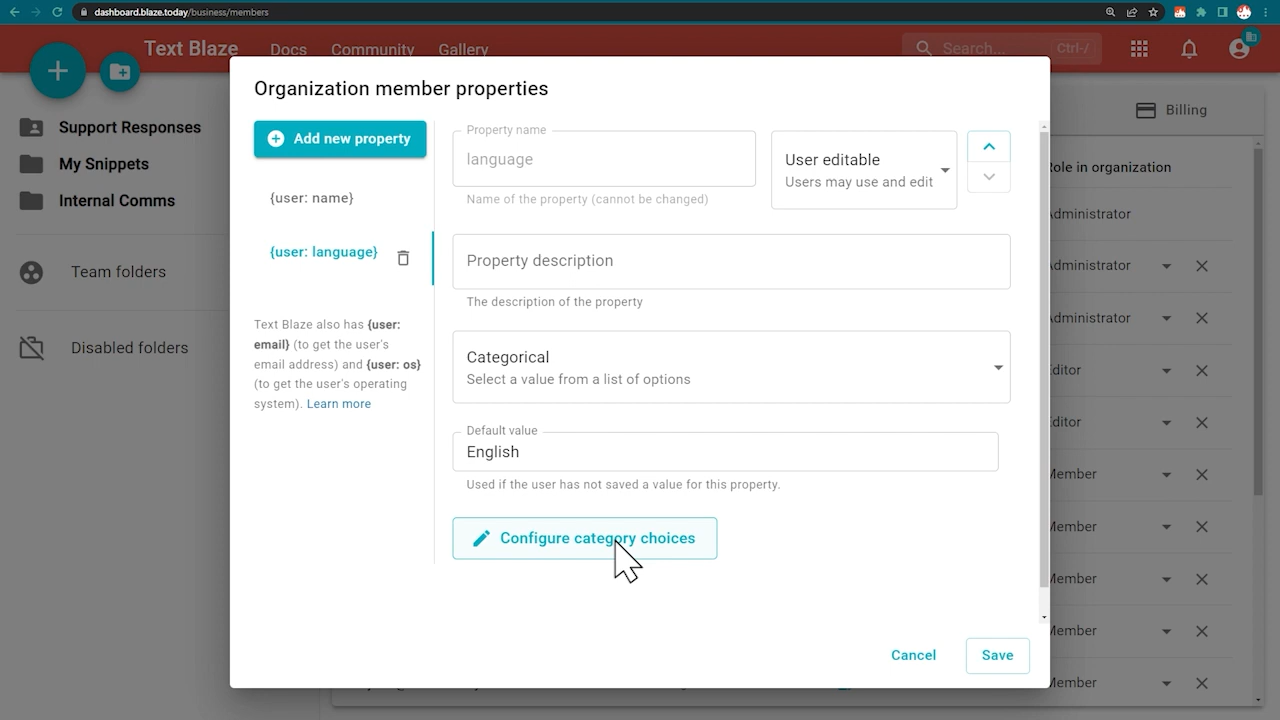 dashboard.blaze.today/business/members
Text Blaze
Docs
Community
Gallery
Search...
Ctrl-/
Support Responses
My Snippets
Internal Comms
Team folders
Disabled folders
Organization member properties
Add new property
{user: name}
{user: language}
Text Blaze also has {user:
email} (to get the user's
email address) and {user: os}
(to get the user's operating
system). Learn more
Property name
language
Name of the property (cannot be changed)
User editable
Users may use and edit
Property description
The description of the property
Categorical
Select a value from a list of options
Default value
English
Used if the user has not saved a value for this property.
Configure category choices
Cancel
Save
Billing
Role in organization
Administrator
Administrator
Administrator
Editor
Editor
Member
Member
Member
Member
Member